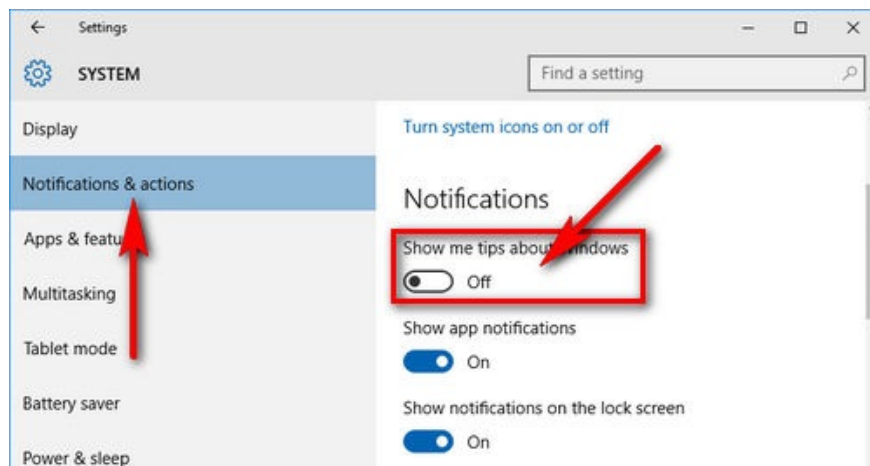 Settings
SYSTEM
Find a setting
Display
Notifications & actions
Apps & featu
Multitasking
Tablet mode
Battery saver
Power & sleep
Turn system icons on or off
Notifications
Show me tips about Windows
Off
Show app notifications
On
Show notifications on the lock screen
On